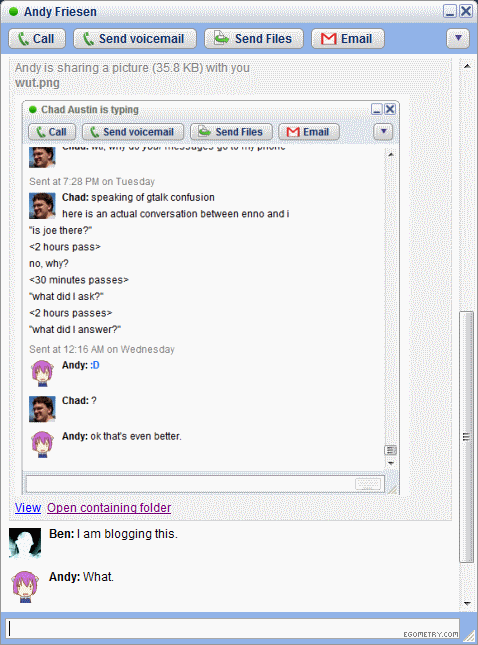 Andy Friesen
Call Send voicemail Send Files Email
Andy is sharing a picture (35.8 KB) with you
wut.png
Chad Austin is typing
Call Send voicemail Send Files Email
Chad: why do your messages go to my phone
Sent at 7:28 PM on Tuesday
Chad: speaking of gtalk confusion
here is an actual conversation between enno and i
"is joe there?"
<2 hours pass>
no, why?
<30 minutes passes>
"what did I ask?"
<2 hours passes>
"what did I answer?"
Sent at 12:16 AM on Wednesday
Andy: :D
Chad: ?
Andy: ok that's even better.
View Open containing folder
Ben: I am blogging this.
Andy: What.
EGOMETRY.COM